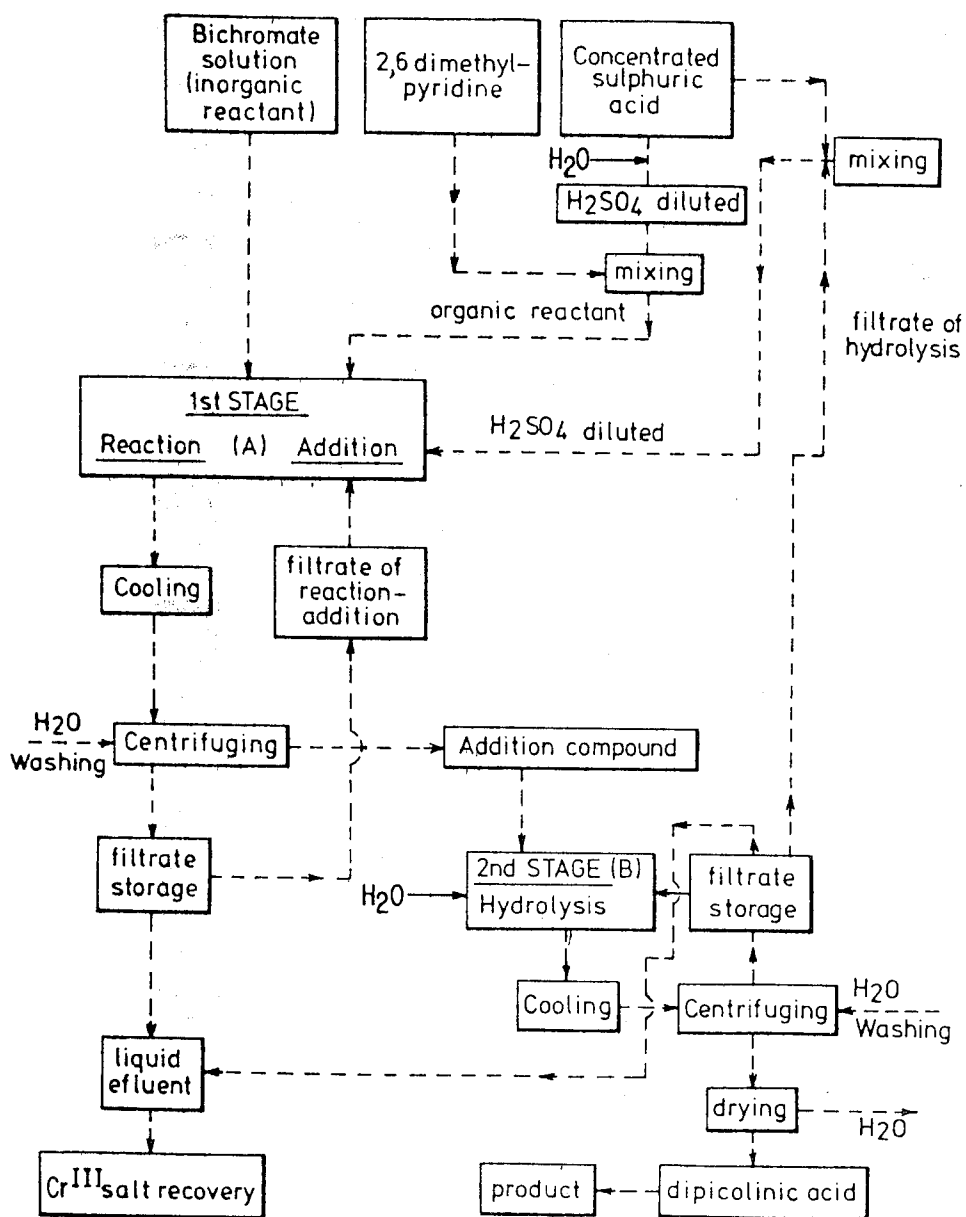 Bichromate
solution
(inorganic
reactant)
2,6 dimethyl-
pyridine
Concentrated
sulphuric
acid
H2O
mixing
H2SO4 diluted
mixing
organic reactant
filtrate of
hydrolysis
1st STAGE
Reaction (A) Addition
H2SO4 diluted
Cooling
filtrate of
reaction-
addition
H2O
Washing
Centrifuging
Addition compound
filtrate
storage
H2O
2nd STAGE (B)
Hydrolysis
filtrate
storage
Cooling
Centrifuging
H2O
Washing
liquid
efluent
drying
H2O
CrIII salt recovery
product
dipicolinic acid